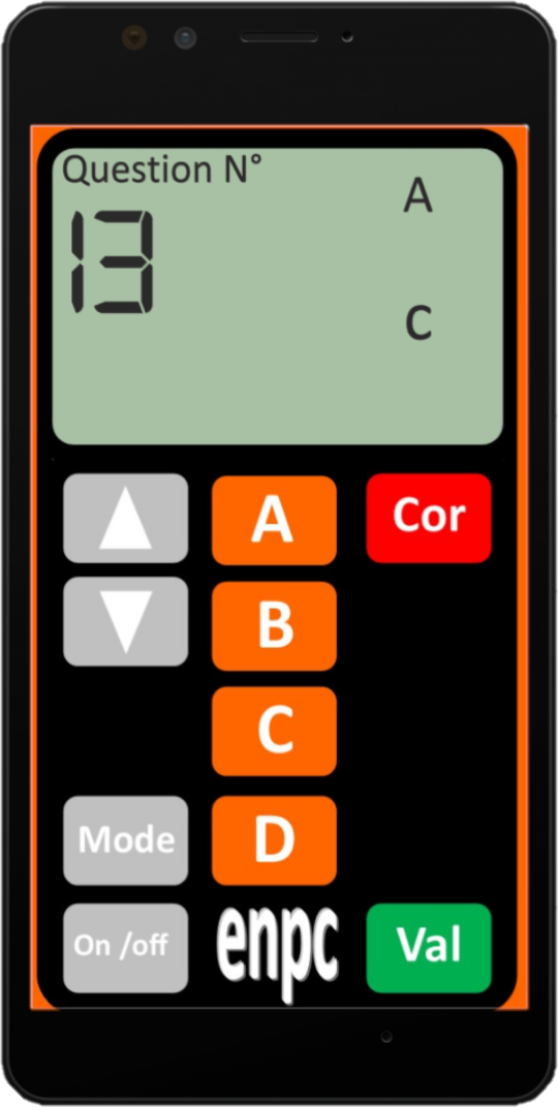 Question N°
A
13
C
A
Cor
B
C
Mode
D
On /off
enpc
Val